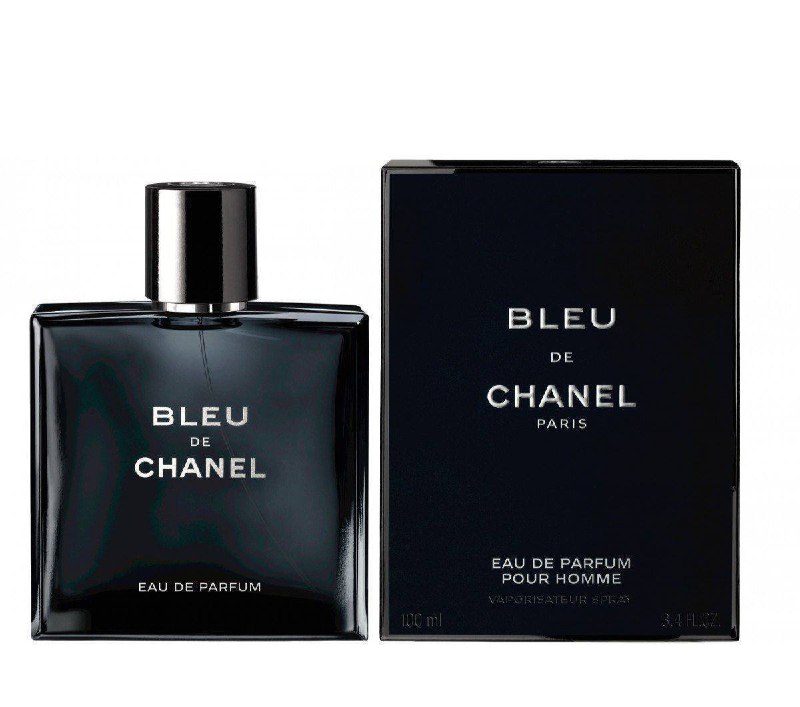 BLEU
DE
CHANEL
EAU DE PARFUM
BLEU
DE
CHANEL
PARIS
EAU DE PARFUM
POUR HOMME
VAPORISATEUR SPRAY
100 ml 3.4 FL.OZ.